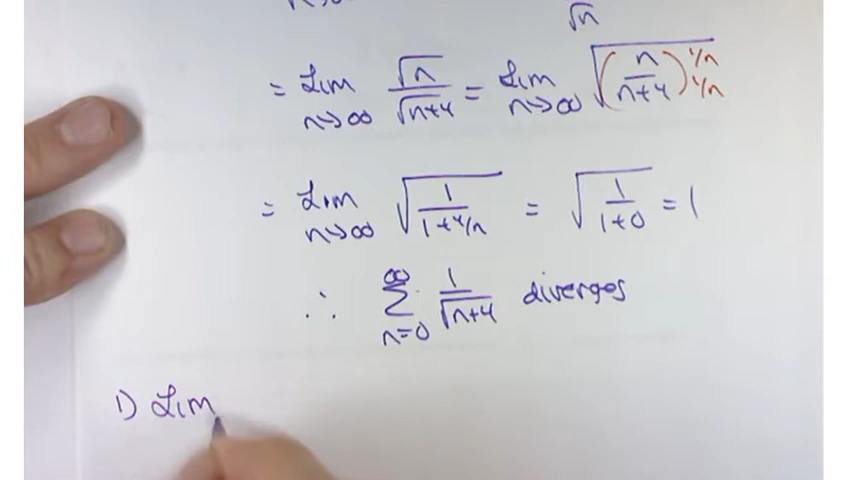 √n
= Lim n→∞ √n/√n+4 = Lim n→∞ √(n/n+4) 1/n 1/n
= Lim n→∞ √1/1+4/n = √1/1+0 = 1
∴ ∞ Σ n=0 1/√n+4 diverges
1) Lim